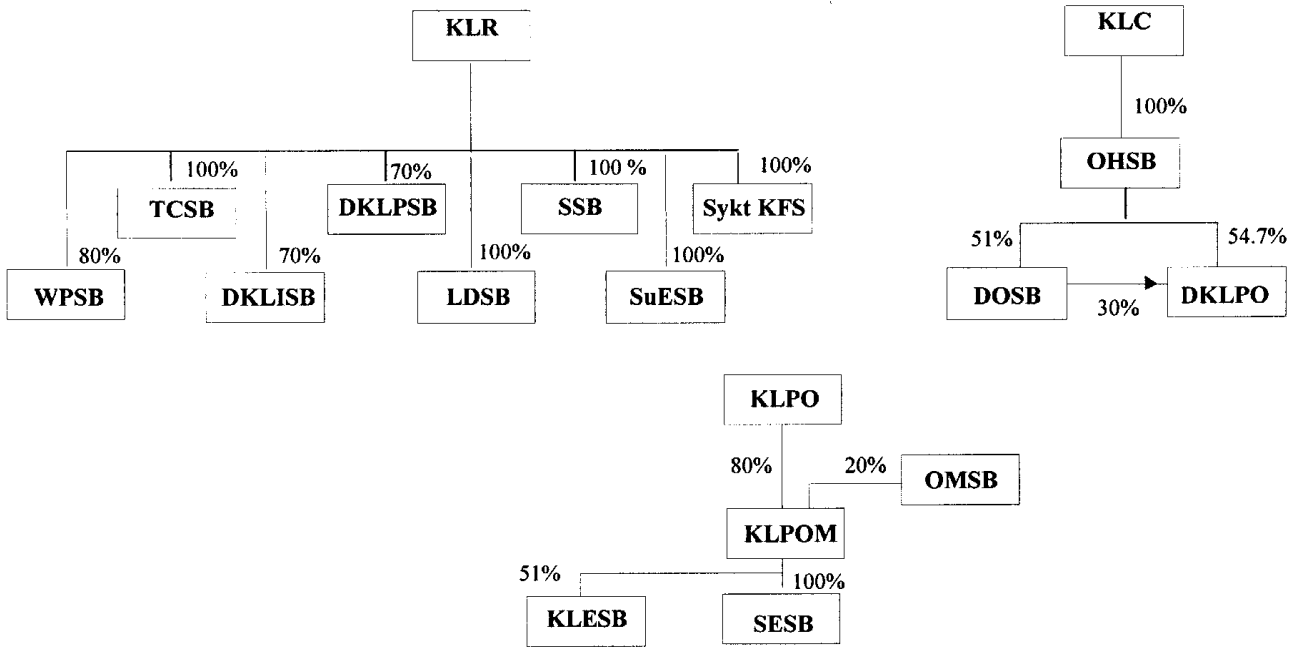 KLR
KLC
100%
OHSB
100%
70%
100 %
100%
TCSB
DKLPSB
SSB
Sykt KFS
80%
70%
100%
100%
WPSB
DKLISB
LDSB
SuESB
51%
54.7%
DOSB
DKLPO
30%
KLPO
80%
20%
OMSB
KLPOM
51%
100%
KLESB
SESB